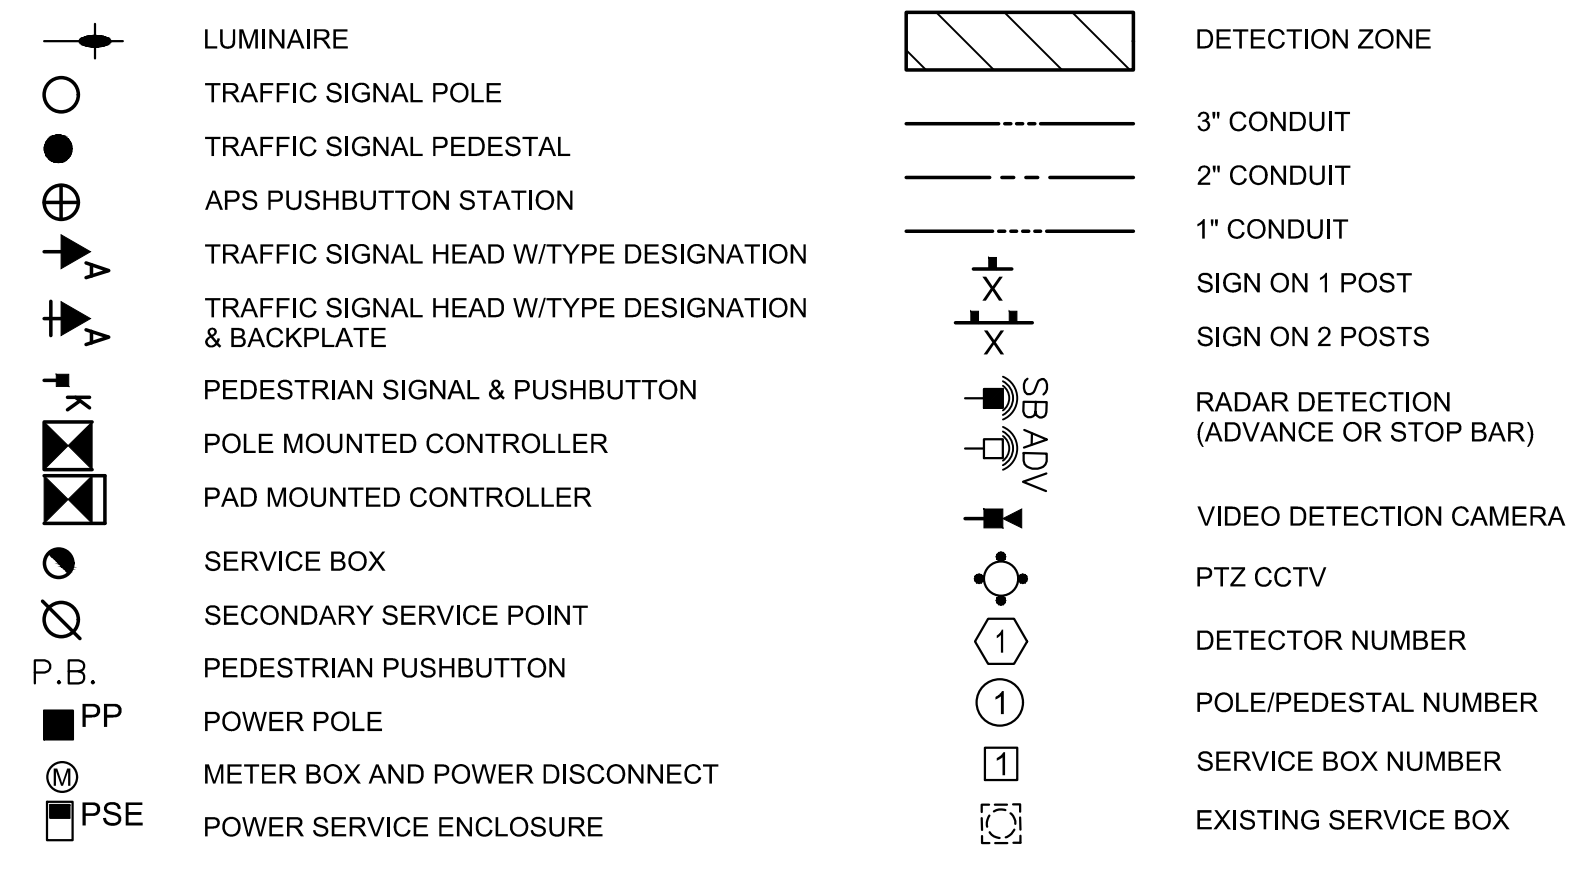 LUMINAIRE
TRAFFIC SIGNAL POLE
TRAFFIC SIGNAL PEDESTAL
APS PUSHBUTTON STATION
A TRAFFIC SIGNAL HEAD W/TYPE DESIGNATION
A TRAFFIC SIGNAL HEAD W/TYPE DESIGNATION
& BACKPLATE
K PEDESTRIAN SIGNAL & PUSHBUTTON
POLE MOUNTED CONTROLLER
PAD MOUNTED CONTROLLER
SERVICE BOX
SECONDARY SERVICE POINT
P.B. PEDESTRIAN PUSHBUTTON
PP POWER POLE
M METER BOX AND POWER DISCONNECT
PSE POWER SERVICE ENCLOSURE
DETECTION ZONE
3" CONDUIT
2" CONDUIT
1" CONDUIT
X SIGN ON 1 POST
X SIGN ON 2 POSTS
SB RADAR DETECTION
ADV (ADVANCE OR STOP BAR)
VIDEO DETECTION CAMERA
PTZ CCTV
1 DETECTOR NUMBER
1 POLE/PEDESTAL NUMBER
1 SERVICE BOX NUMBER
EXISTING SERVICE BOX